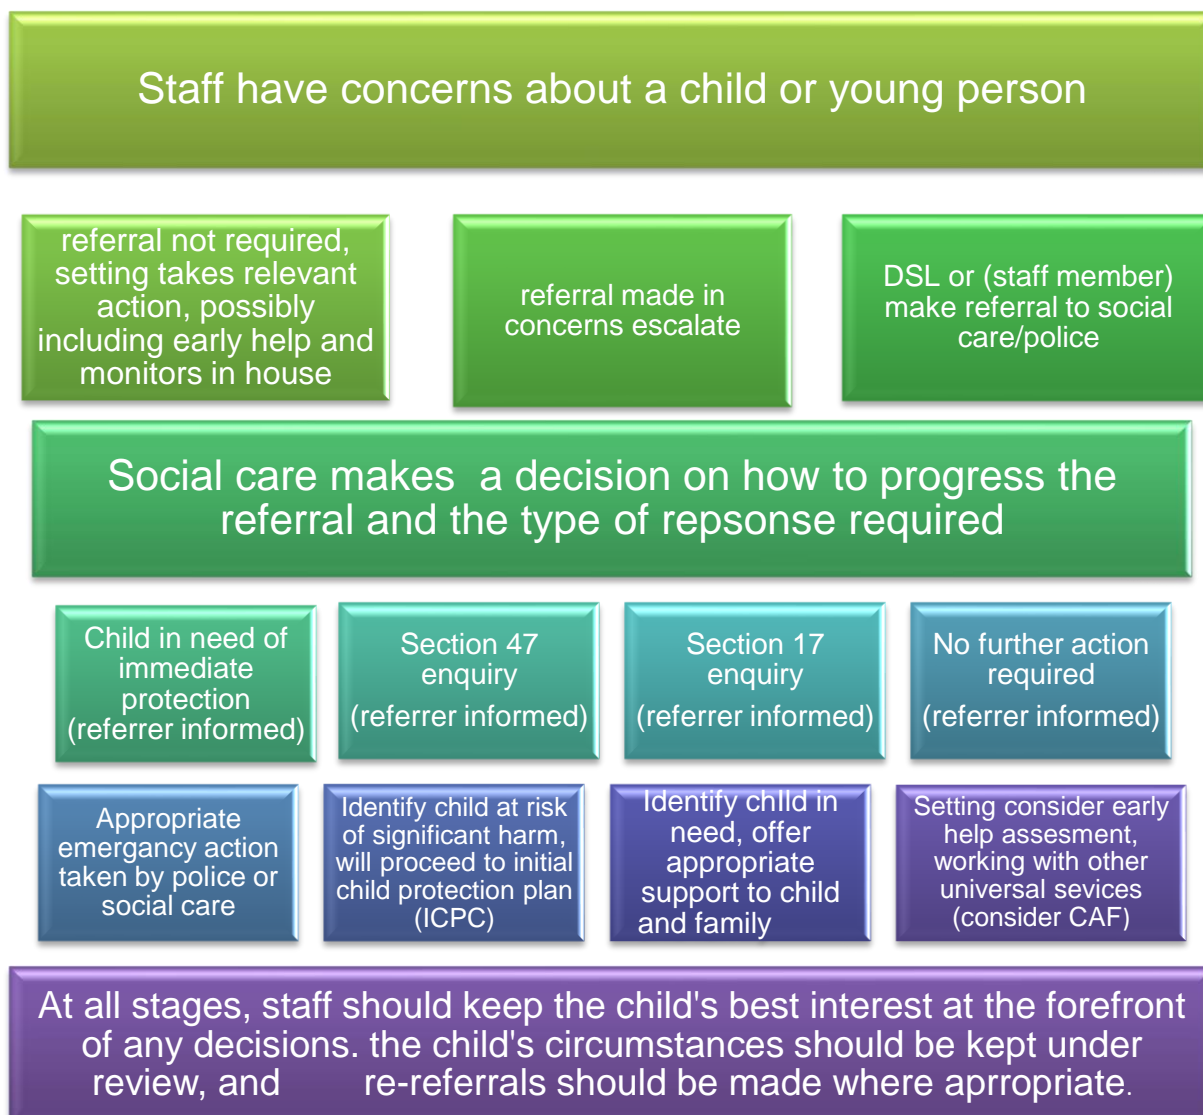 Staff have concerns about a child or young person
referral not required,
setting takes relevant
action, possibly
including early help and
monitors in house
referral made in
concerns escalate
DSL or (staff member)
make referral to social
care/police
Social care makes  a decision on how to progress the
referral and the type of repsonse required
Child in need of
immediate
protection
(referrer informed)
Section 47
enquiry
(referrer informed)
Section 17
enquiry
(referrer informed)
No further action
required
(referrer informed)
Appropriate
emergancy action
taken by police or
social care
Identify child at risk
of significant harm,
will proceed to initial
child protection plan
(ICPC)
Identify chIld in
need, offer
appropriate
support to child
and family
Setting consider early
help assesment,
working with other
universal sevices
(consider CAF)
At all stages, staff should keep the child's best interest at the forefront
of any decisions. the child's circumstances should be kept under
review, and        re-referrals should be made where aprropriate.